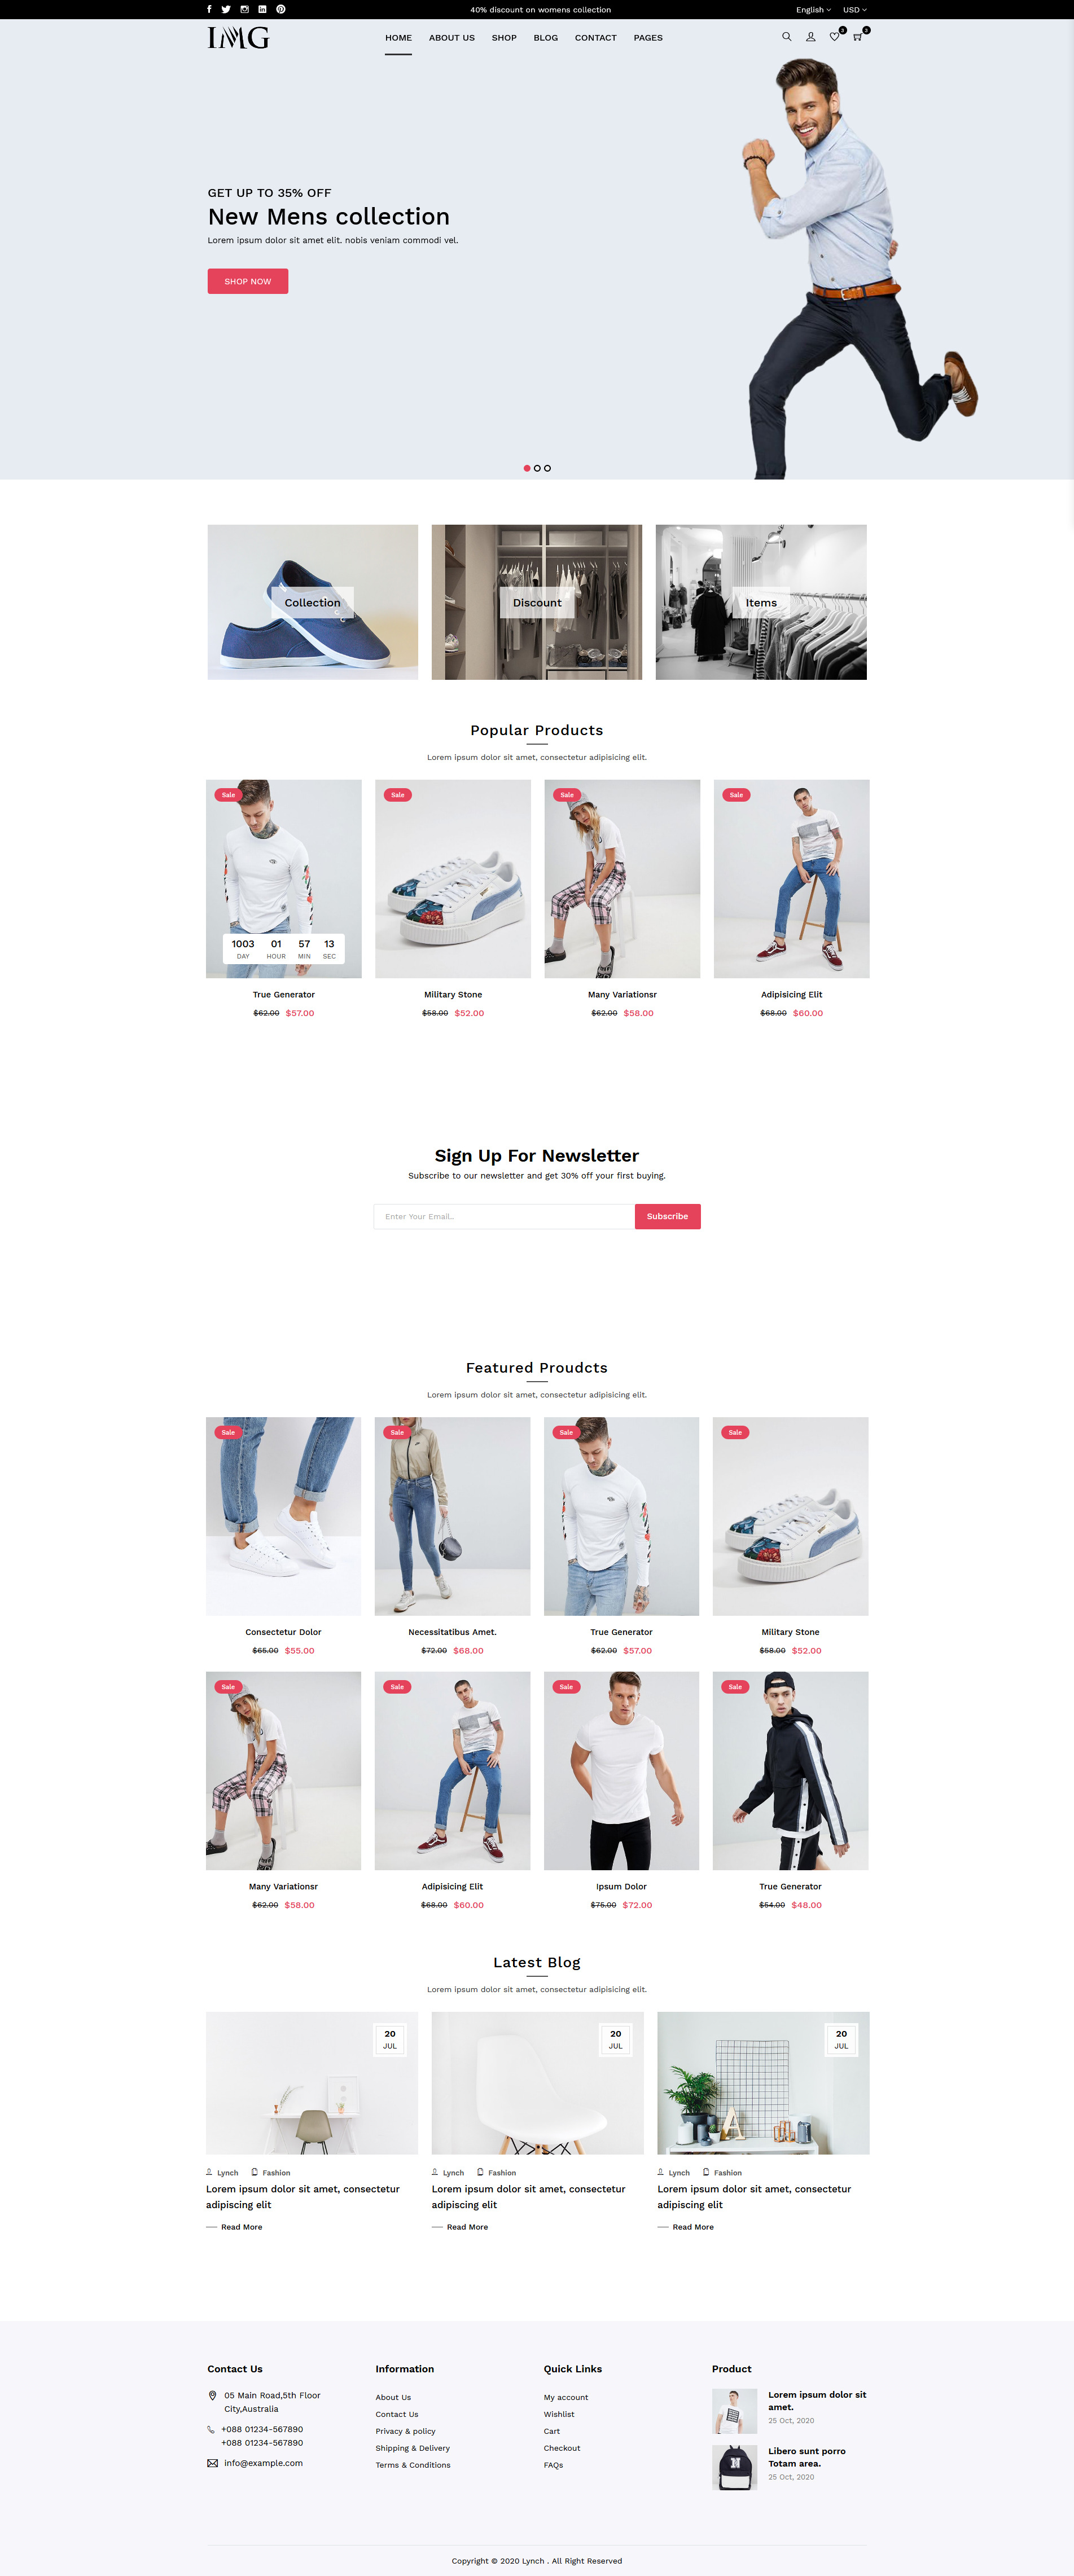 40% discount on womens collection
English
USD
IMG
HOME ABOUT US SHOP BLOG CONTACT PAGES
3 3
GET UP TO 35% OFF
New Mens collection
Lorem ipsum dolor sit amet elit. nobis veniam commodi vel.
SHOP NOW
Collection
Discount
Items
Popular Products
Lorem ipsum dolor sit amet, consectetur adipisicing elit.
Sale
Sale
Sale
Sale
1003 01 57 13
DAY HOUR MIN SEC
True Generator
$62.00 $57.00
Military Stone
$58.00 $52.00
Many Variationsr
$62.00 $58.00
Adipisicing Elit
$68.00 $60.00
Sign Up For Newsletter
Subscribe to our newsletter and get 30% off your first buying.
Enter Your Email..
Subscribe
Featured Proudcts
Lorem ipsum dolor sit amet, consectetur adipisicing elit.
Sale
Sale
Sale
Sale
Consectetur Dolor
$65.00 $55.00
Necessitatibus Amet.
$72.00 $68.00
True Generator
$62.00 $57.00
Military Stone
$58.00 $52.00
Sale
Sale
Sale
Sale
Many Variationsr
$62.00 $58.00
Adipisicing Elit
$68.00 $60.00
Ipsum Dolor
$75.00 $72.00
True Generator
$54.00 $48.00
Latest Blog
Lorem ipsum dolor sit amet, consectetur adipisicing elit.
20
JUL
Lynch Fashion
Lorem ipsum dolor sit amet, consectetur
adipiscing elit
Read More
20
JUL
Lynch Fashion
Lorem ipsum dolor sit amet, consectetur
adipiscing elit
Read More
20
JUL
A
Lynch Fashion
Lorem ipsum dolor sit amet, consectetur
adipiscing elit
Read More
Contact Us
05 Main Road,5th Floor
City,Australia
+088 01234-567890
+088 01234-567890
info@example.com
Information
About Us
Contact Us
Privacy & policy
Shipping & Delivery
Terms & Conditions
Quick Links
My account
Wishlist
Cart
Checkout
FAQs
Product
Lorem ipsum dolor sit
amet.
25 Oct, 2020
N
Libero sunt porro
Totam area.
25 Oct, 2020
Copyright © 2020 Lynch . All Right Reserved